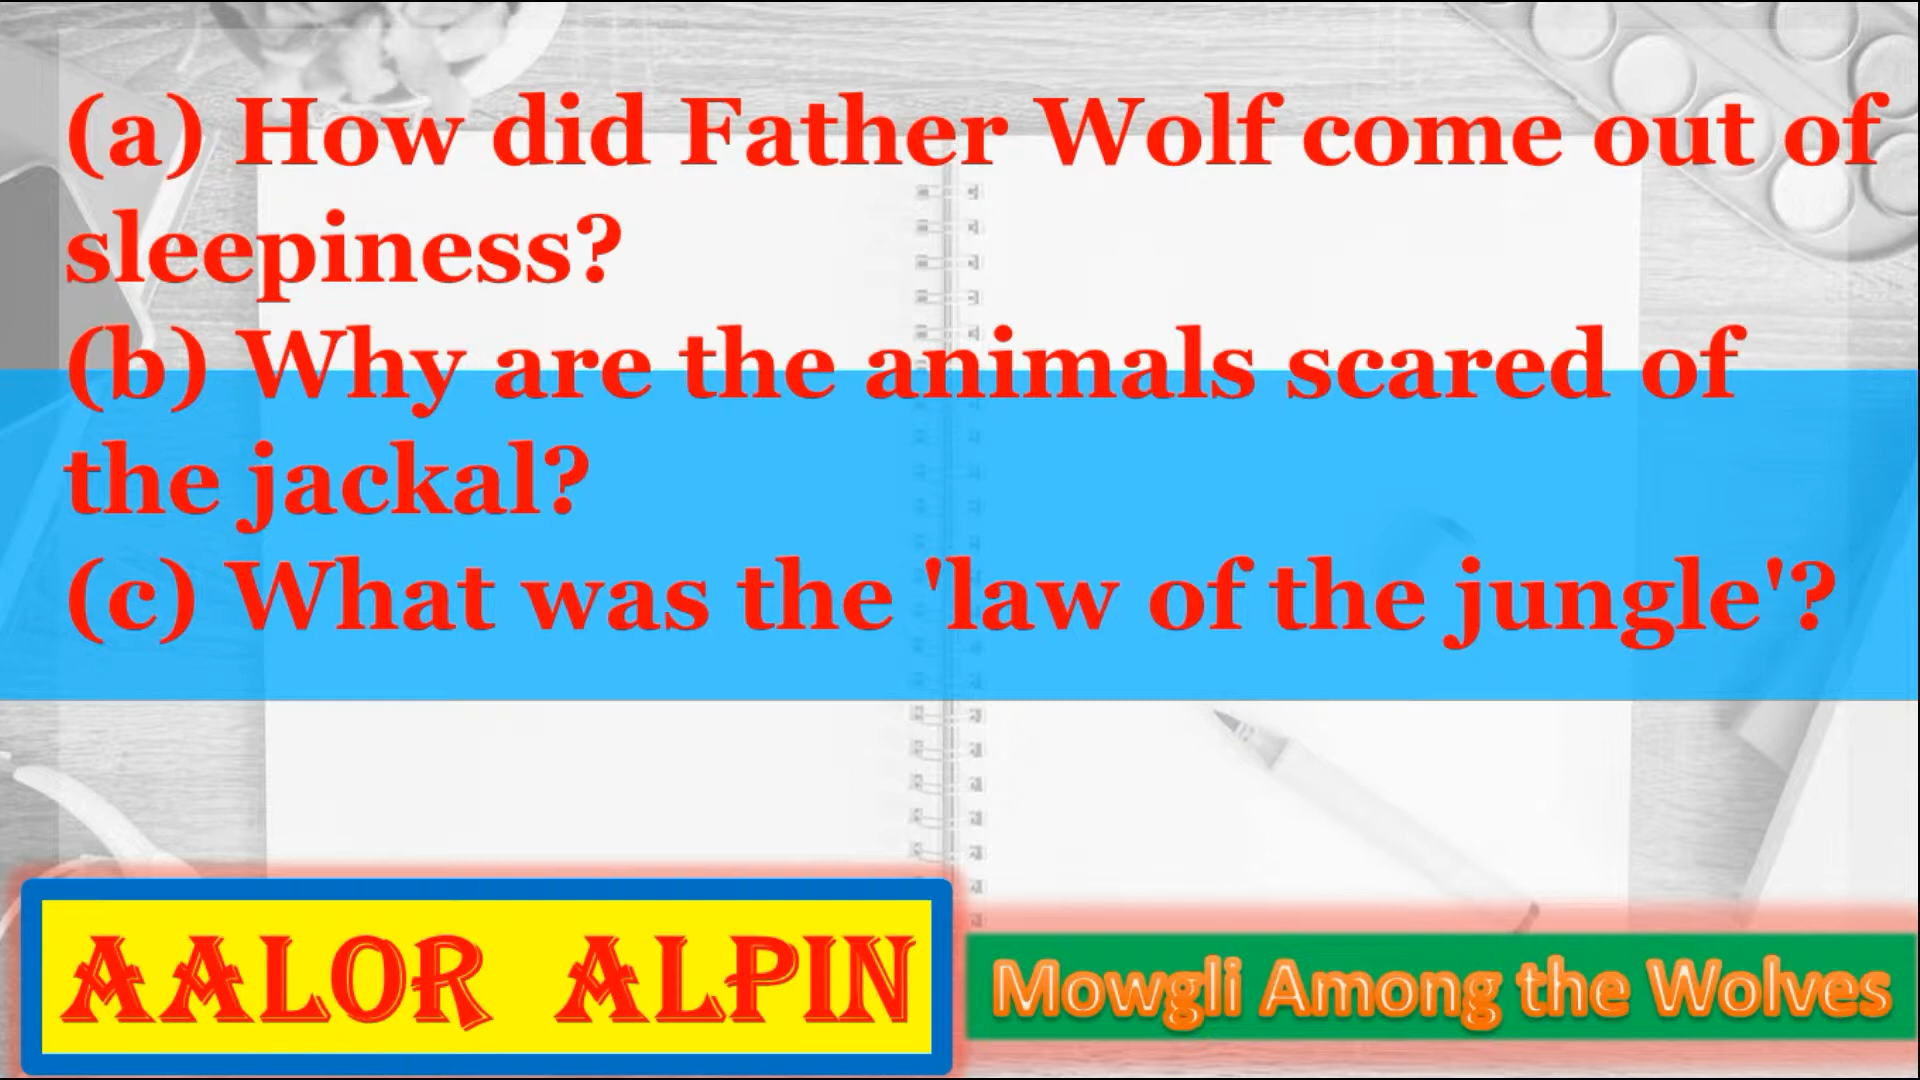 (a) How did Father Wolf come out of
sleepiness?
(b) Why are the animals scared of
the jackal?
(c) What was the 'law of the jungle'?
AALOR ALPIN
Mowgli Among the Wolves